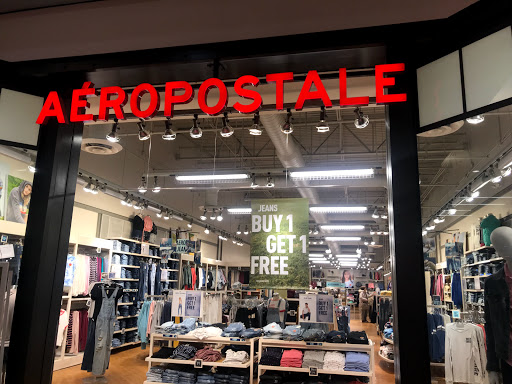 AÉROPOSTALE
JEANS
BUY 1
GET 1
FREE